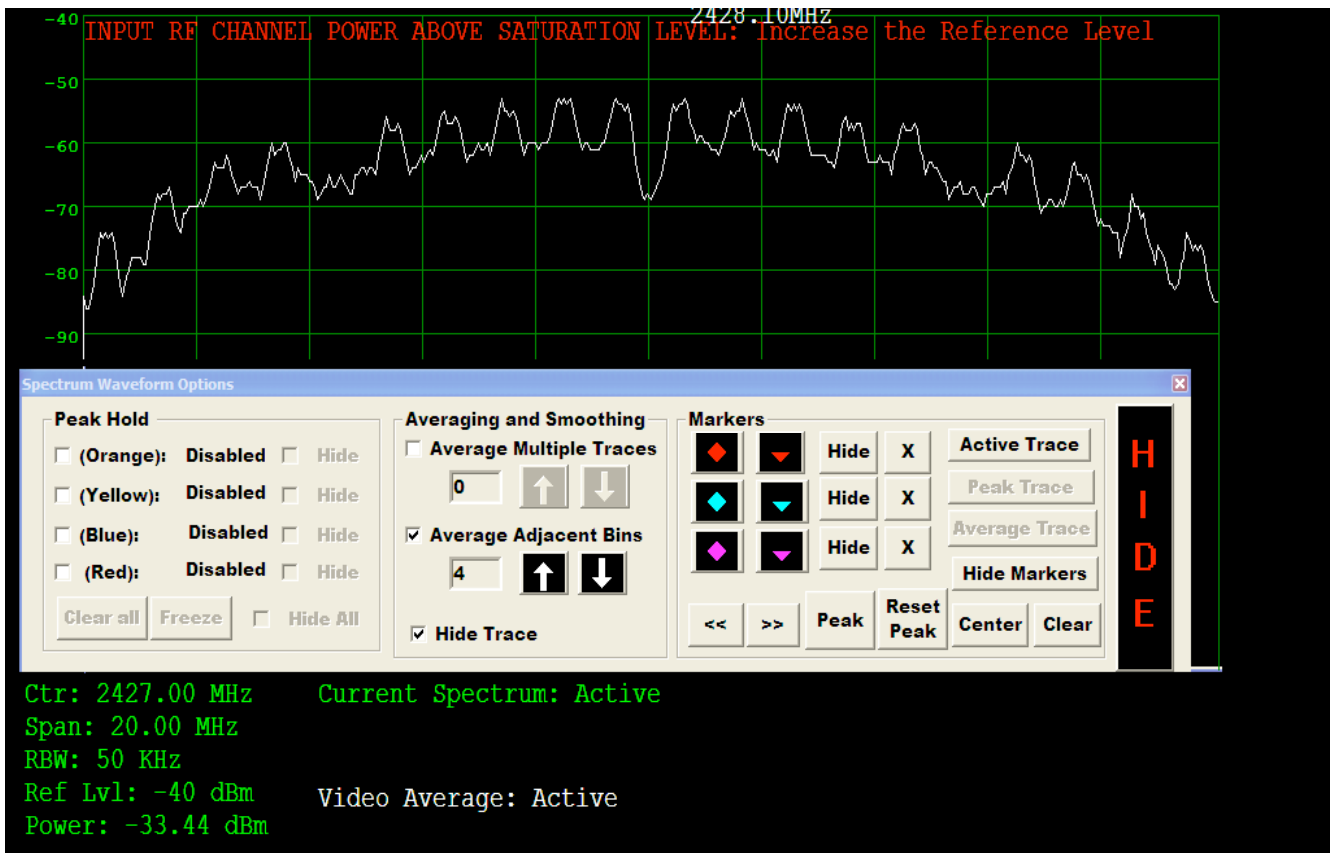 2428.10MHz
-40
INPUT RF CHANNEL POWER ABOVE SATURATION LEVEL: Increase the Reference Level
-50
-60
-70
-80
-90
Spectrum Waveform Options
Peak Hold
(Orange): Disabled Hide
(Yellow): Disabled Hide
(Blue): Disabled Hide
(Red): Disabled Hide
Clear all Freeze Hide All
Averaging and Smoothing
Average Multiple Traces
0
Average Adjacent Bins
4
Hide Trace
Markers
Hide X Active Trace
Hide X Peak Trace
Average Trace
Hide X
Hide Markers
<< >> Peak Reset Peak Center Clear
HIDE
Ctr: 2427.00 MHz Current Spectrum: Active
Span: 20.00 MHz
RBW: 50 KHz
Ref Lvl: -40 dBm Video Average: Active
Power: -33.44 dBm